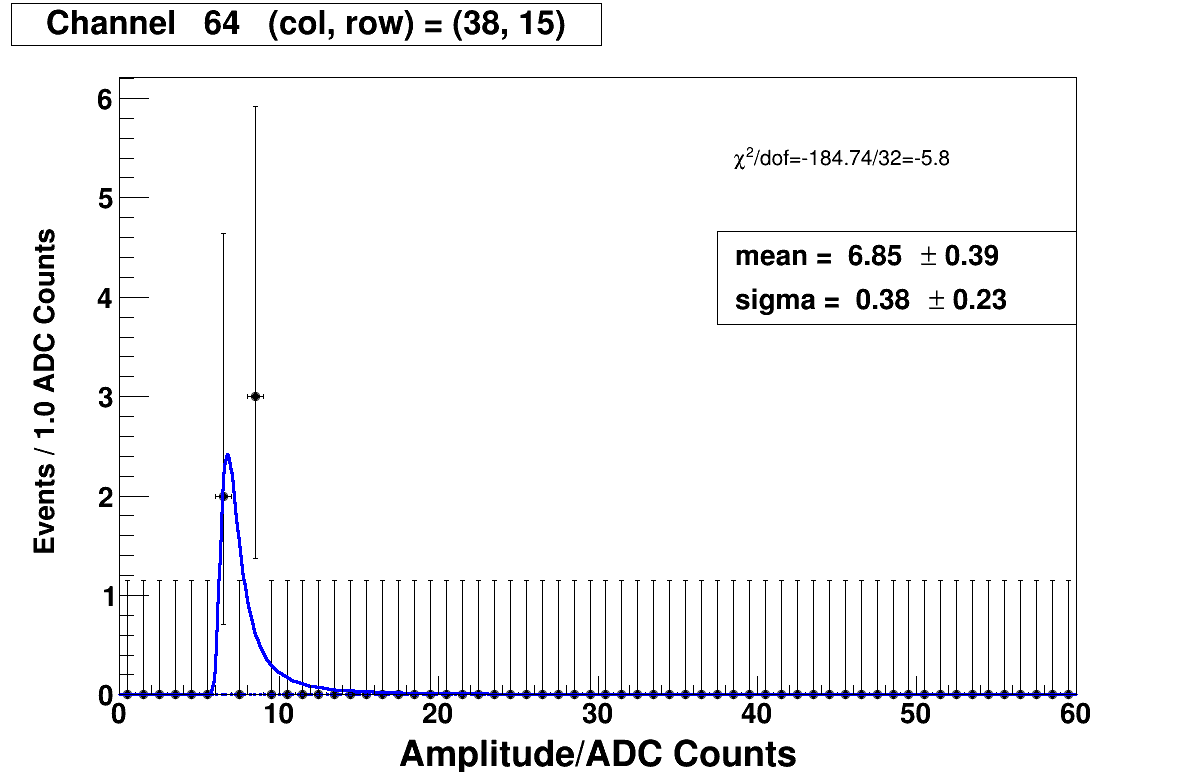 Channel 64 (col, row) = (38, 15)
6
5
4
3
2
1
0
Events / 1.0 ADC Counts
χ²/dof=-184.74/32=-5.8
mean = 6.85 ± 0.39
sigma = 0.38 ± 0.23
0 10 20 30 40 50 60
Amplitude/ADC Counts